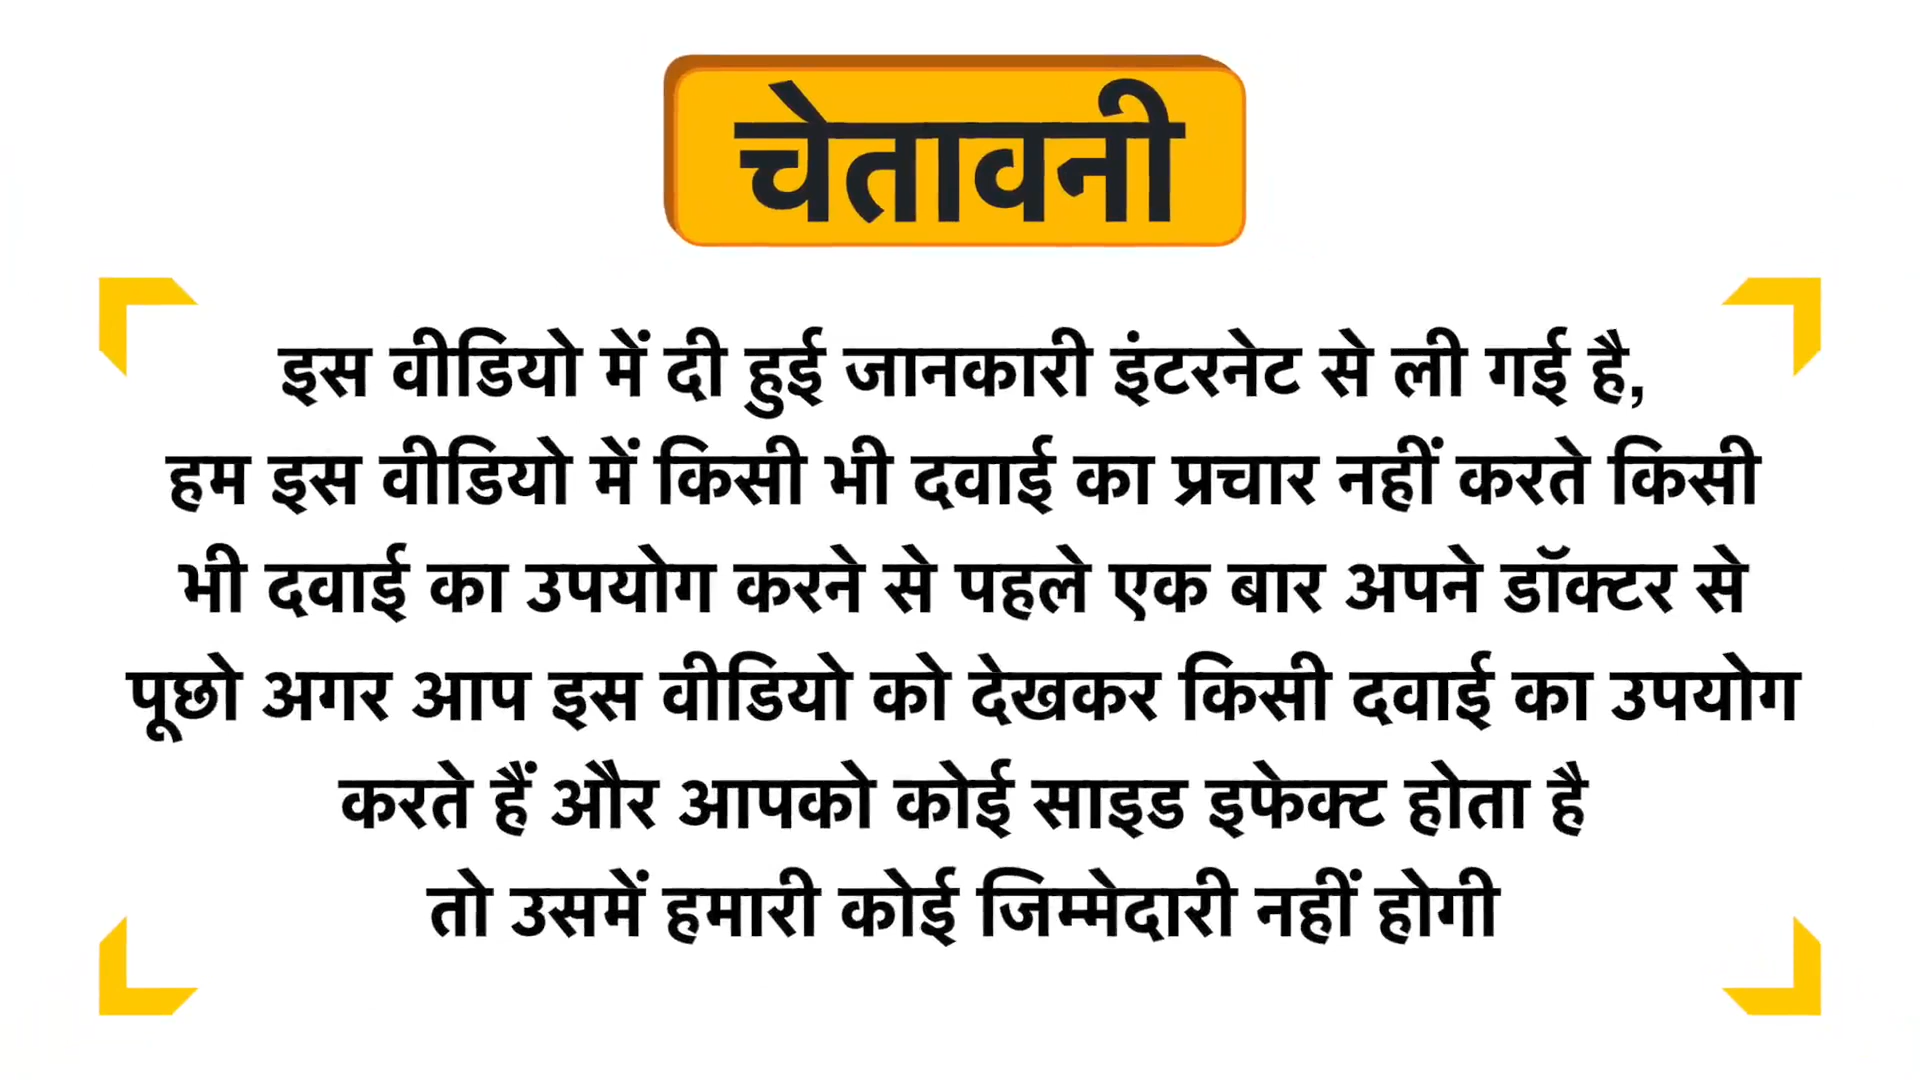 चेतावनी
इस वीडियो में दी हुई जानकारी इंटरनेट से ली गई है,
हम इस वीडियो में किसी भी दवाई का प्रचार नहीं करते किसी
भी दवाई का उपयोग करने से पहले एक बार अपने डॉक्टर से
पूछो अगर आप इस वीडियो को देखकर किसी दवाई का उपयोग
करते हैं और आपको कोई साइड इफेक्ट होता है
तो उसमें हमारी कोई जिम्मेदारी नहीं होगी